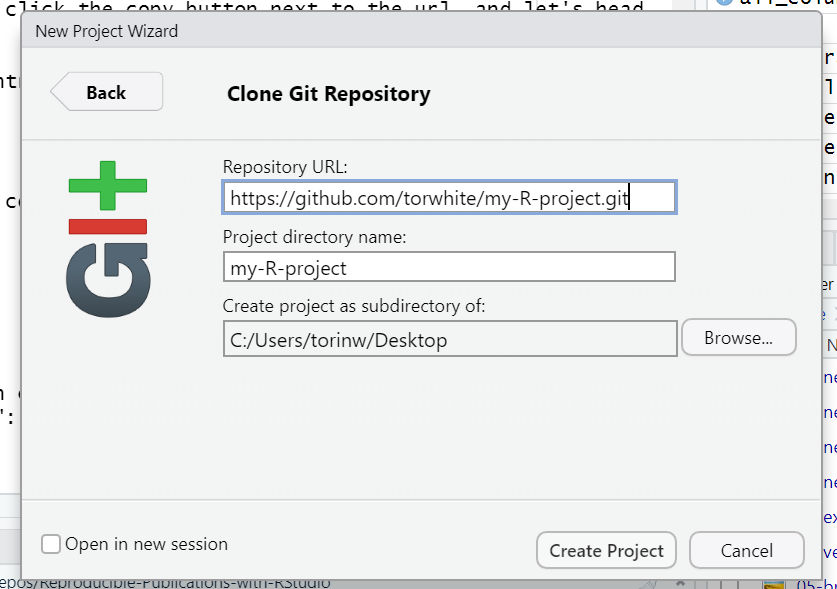 click the copy button next to the url, and let's head
New Project Wizard
Back
Clone Git Repository
git
Repository URL:
https://github.com/torwhite/my-R-project.git
Project directory name:
my-R-project
Create project as subdirectory of:
C:/Users/torinw/Desktop
Browse...
Open in new session
Create Project
Cancel
epos/Reproducible-Publications-with-RStudio